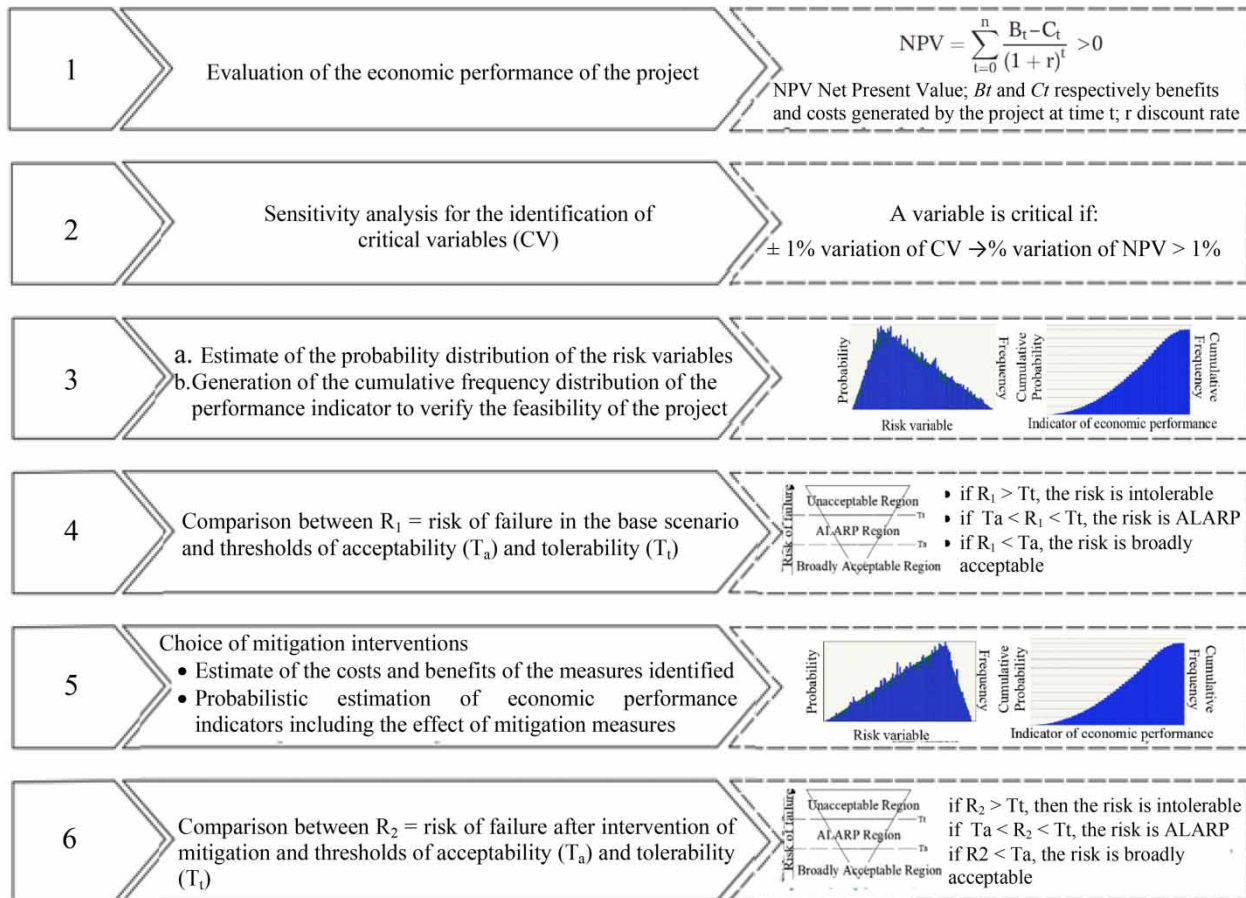 1
Evaluation of the economic performance of the project
NPV = \sum_{t=0}^{n} \frac{B_t - C_t}{(1 + r)^t} > 0
NPV Net Present Value; Bt and Ct respectively benefits
and costs generated by the project at time t; r discount rate
2
Sensitivity analysis for the identification of
critical variables (CV)
A variable is critical if:
± 1% variation of CV →% variation of NPV > 1%
3
a. Estimate of the probability distribution of the risk variables
b.Generation of the cumulative frequency distribution of the
performance indicator to verify the feasibility of the project
Probability
Frequency
Risk variable
Cumulative
Probability
Cumulative
Frequency
Indicator of economic performance
4
Comparison between R₁ = risk of failure in the base scenario
and thresholds of acceptability (Tₐ) and tolerability (Tₜ)
Risk of failure
Unacceptable Region
Tt
ALARP Region
Ta
Broadly Acceptable Region
• if R₁ > Tt, the risk is intolerable
• if Ta < R₁ < Tt, the risk is ALARP
• if R₁ < Ta, the risk is broadly
acceptable
5
Choice of mitigation interventions
• Estimate of the costs and benefits of the measures identified
• Probabilistic estimation of economic performance
indicators including the effect of mitigation measures
Probability
Frequency
Risk variable
Cumulative
Probability
Cumulative
Frequency
Indicator of economic performance
6
Comparison between R₂ = risk of failure after intervention of
mitigation and thresholds of acceptability (Tₐ) and tolerability
(Tₜ)
Risk of failure
Unacceptable Region
Tt
ALARP Region
Ta
Broadly Acceptable Region
if R₂ > Tt, then the risk is intolerable
if Ta < R₂ < Tt, the risk is ALARP
if R2 < Ta, the risk is broadly
acceptable